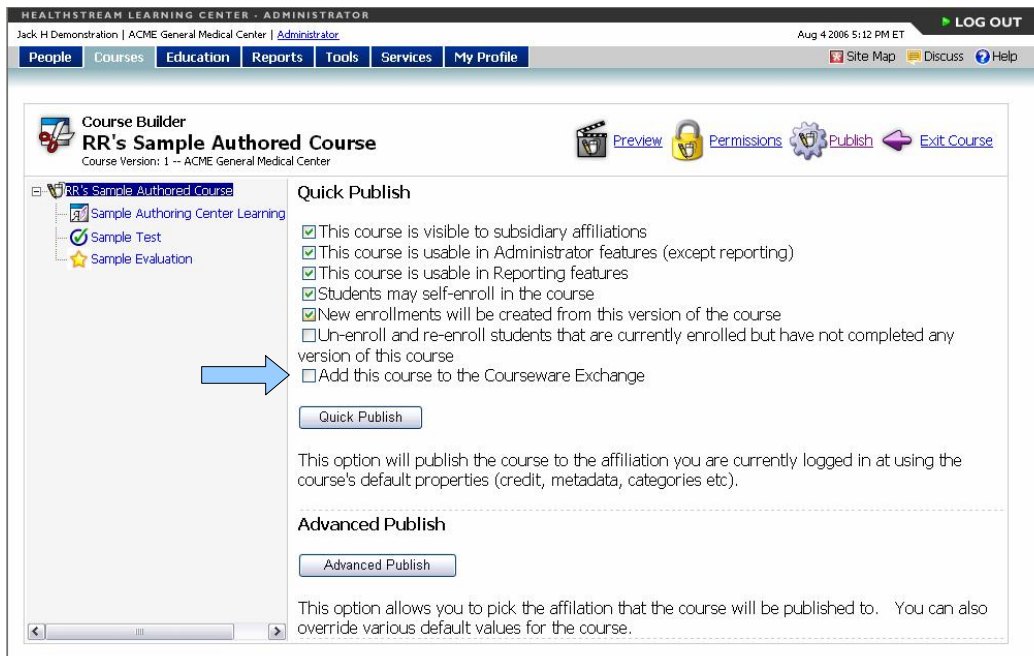 HEALTHSTREAM LEARNING CENTER - ADMINISTRATOR
LOG OUT
Jack H Demonstration | ACME General Medical Center | Administrator
Aug 4 2006 5:12 PM ET
People Courses Education Reports Tools Services My Profile
Site Map Discuss Help
Course Builder
RR's Sample Authored Course
Course Version: 1 -- ACME General Medical Center
Preview Permissions Publish Exit Course
RR's Sample Authored Course
Sample Authoring Center Learning
Sample Test
Sample Evaluation
Quick Publish
This course is visible to subsidiary affiliations
This course is usable in Administrator features (except reporting)
This course is usable in Reporting features
Students may self-enroll in the course
New enrollments will be created from this version of the course
Un-enroll and re-enroll students that are currently enrolled but have not completed any
version of this course
Add this course to the Courseware Exchange
Quick Publish
This option will publish the course to the affiliation you are currently logged in at using the
course's default properties (credit, metadata, categories etc).
Advanced Publish
Advanced Publish
This option allows you to pick the affilation that the course will be published to. You can also
override various default values for the course.